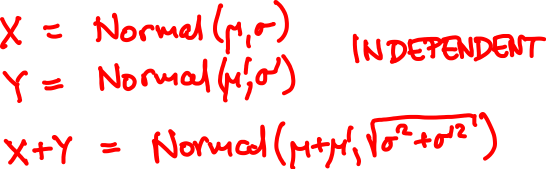 X = Normal(μ,σ)
Y = Normal(μ',σ')
INDEPENDENT
X+Y = Normal(μ+μ', √(σ²+σ'²))